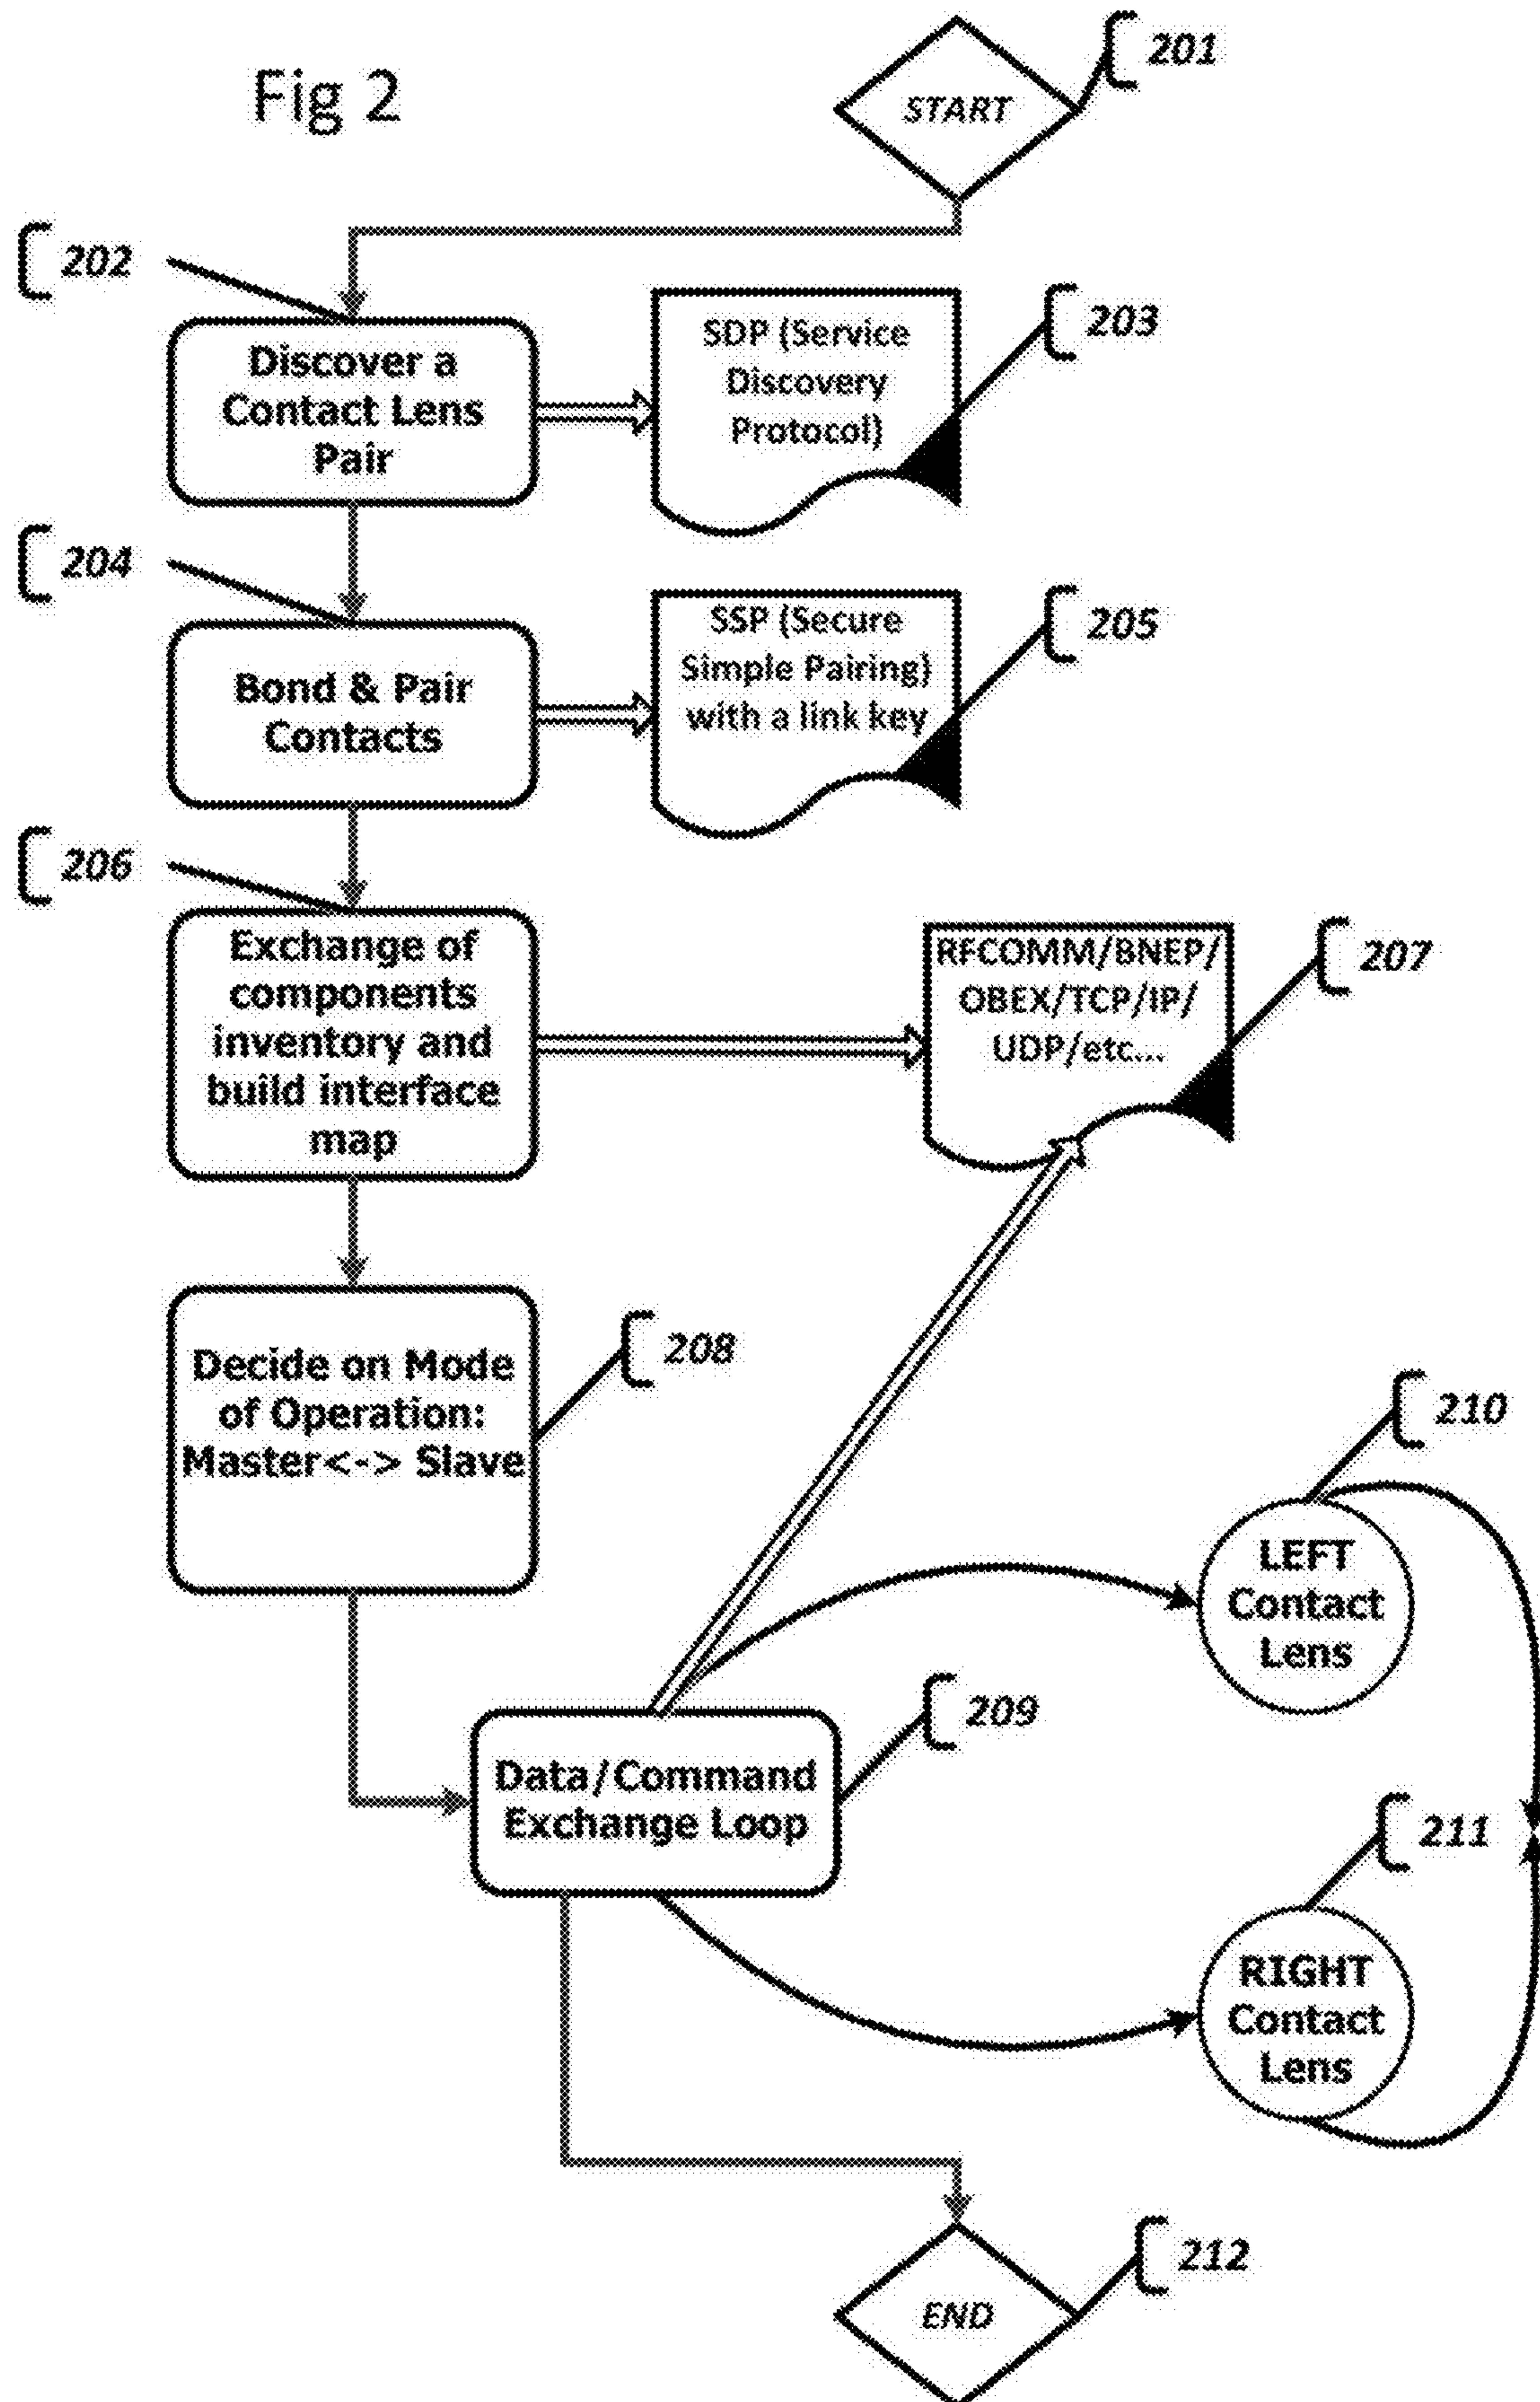 Fig 2
START
201
202
Discover a
Contact Lens
Pair
SDP (Service
Discovery
Protocol)
203
204
Bond & Pair
Contacts
SSP (Secure
Simple Pairing)
with a link key
205
206
Exchange of
components
inventory and
build interface
map
RFCOMM/BNEP/
OBEX/TCP/IP/
UDP/etc...
207
Decide on Mode
of Operation:
Master<-> Slave
208
210
LEFT
Contact
Lens
209
Data/Command
Exchange Loop
211
RIGHT
Contact
Lens
212
END